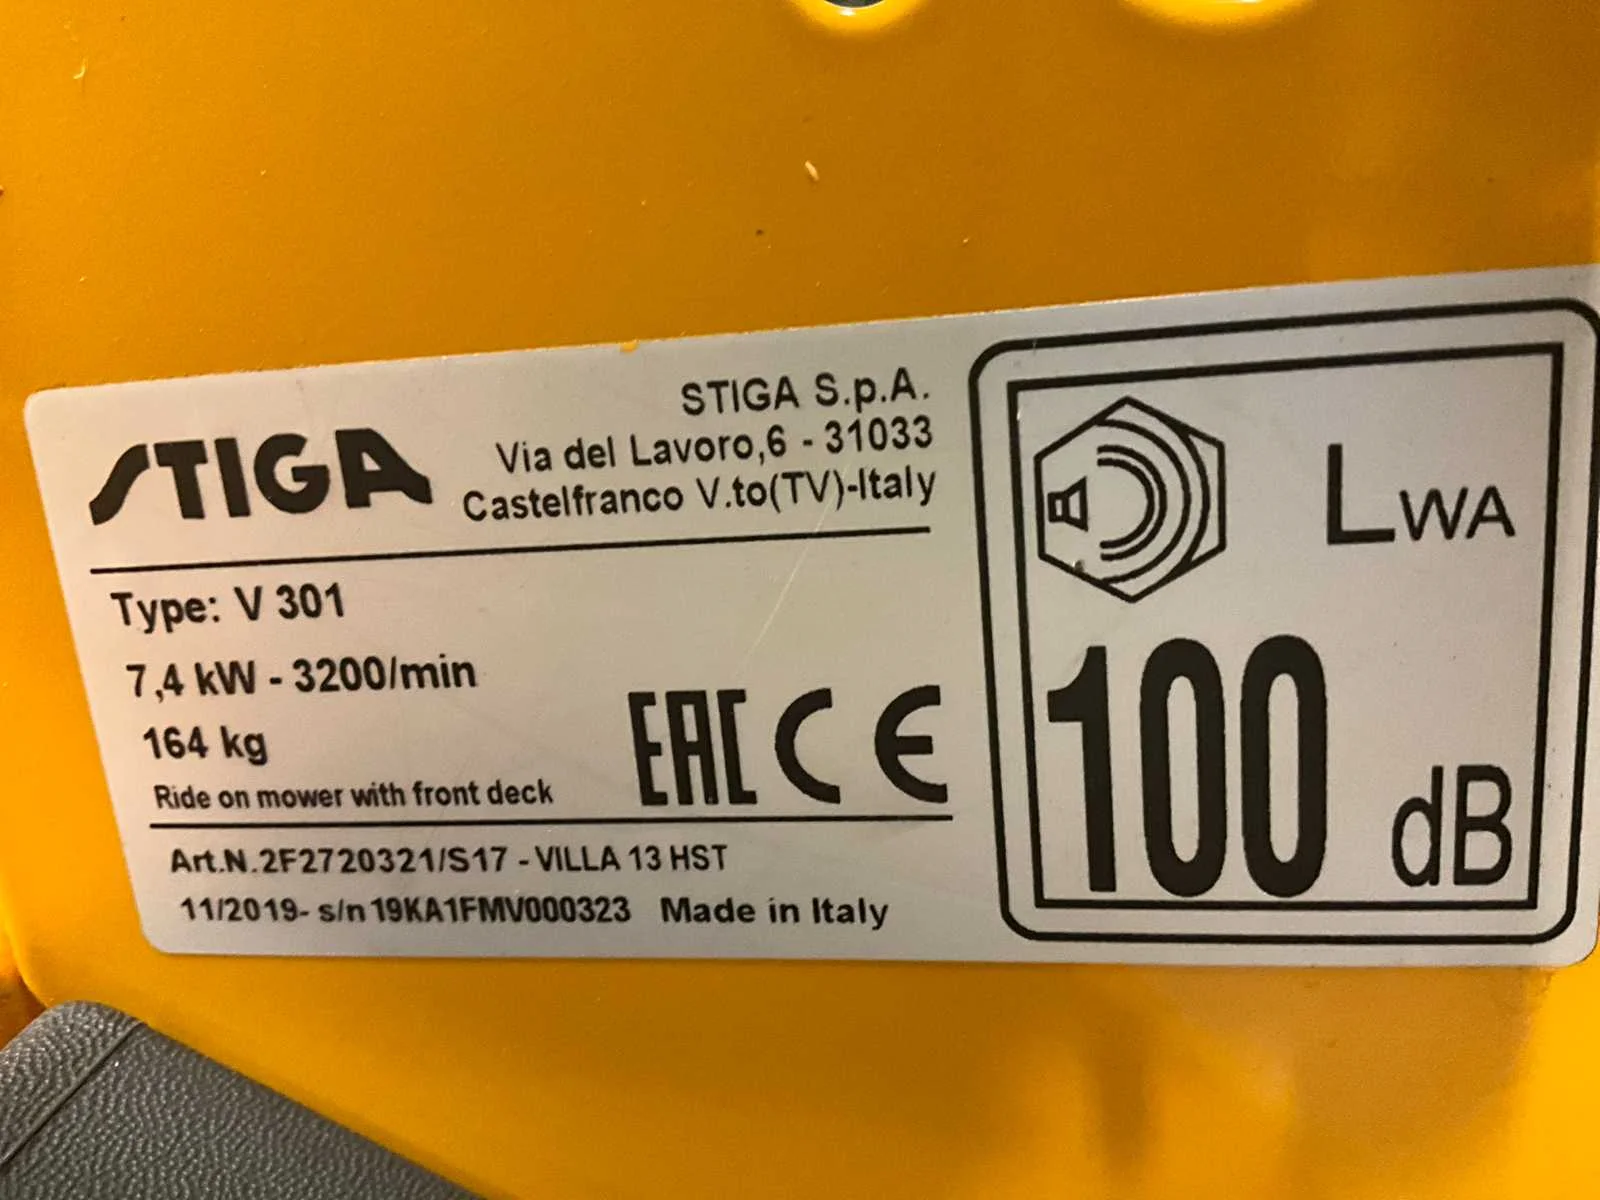 STIGA
STIGA S.p.A.
Via del Lavoro,6 - 31033
Castelfranco V.to(TV)-Italy
Type: V 301
7,4 kW - 3200/min
164 kg
Ride on mower with front deck
EAC CE
Art.N.2F2720321/S17 - VILLA 13 HST
11/2019- s/n 19KA1FMV000323 Made in Italy
LWA
100 dB